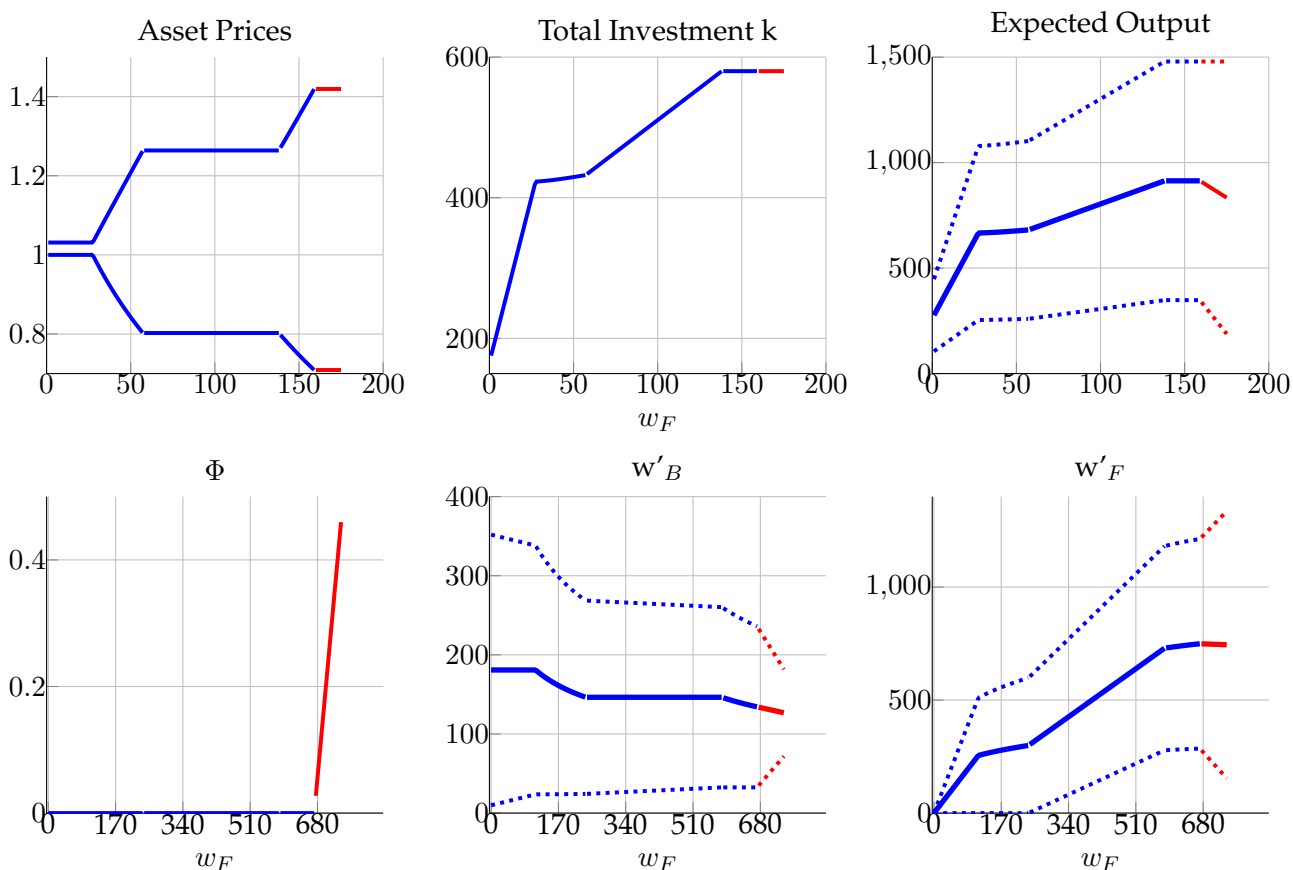 Asset Prices
1.4
1.2
1
0.8
0 50 100 150 200
Total Investment k
600
400
200
0 50 100 150 200
w_F
Expected Output
1,500
1,000
500
0
0 50 100 150 200
Φ
0.4
0.2
0
0 170 340 510 680
w_F
w'_B
400
300
200
100
0
0 170 340 510 680
w_F
w'_F
1,000
500
0
0 170 340 510 680
w_F